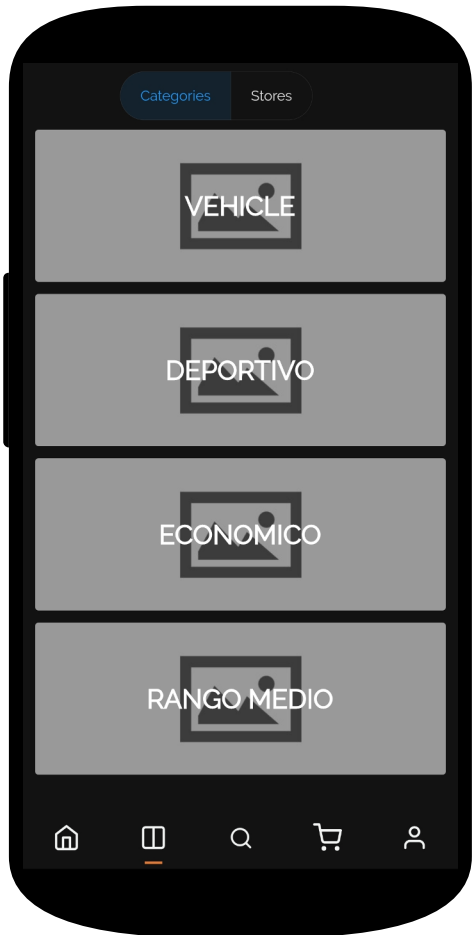 Categories Stores
VEHICLE
DEPORTIVO
ECONOMICO
RANGO MEDIO